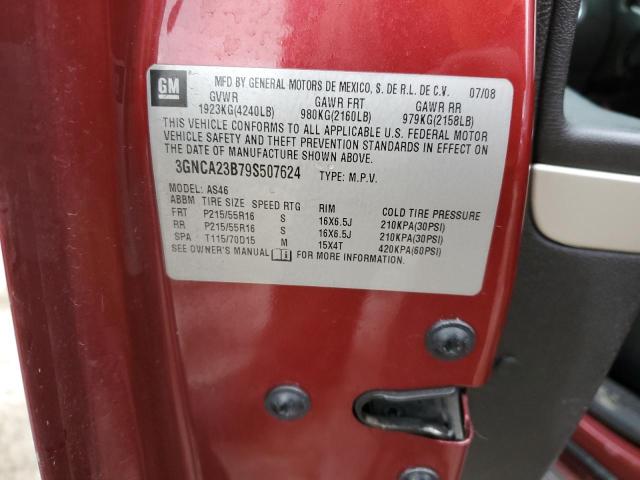 GM MFD BY GENERAL MOTORS DE MEXICO, S. DE R.L. DE C.V. 07/08
GVWR GAWR FRT GAWR RR
1923KG(4240LB) 980KG(2160LB) 979KG(2158LB)
THIS VEHICLE CONFORMS TO ALL APPLICABLE U.S. FEDERAL MOTOR
VEHICLE SAFETY AND THEFT PREVENTION STANDARDS IN EFFECT ON
THE DATE OF MANUFACTURE SHOWN ABOVE.
3GNCA23B79S507624 TYPE: M.P.V.
MODEL: AS46
ABBM TIRE SIZE SPEED RTG RIM COLD TIRE PRESSURE
FRT P215/55R16 S 16X6.5J 210KPA(30PSI)
RR P215/55R16 S 16X6.5J 210KPA(30PSI)
SPA T115/70D15 M 15X4T 420KPA(60PSI)
SEE OWNER'S MANUAL i FOR MORE INFORMATION.